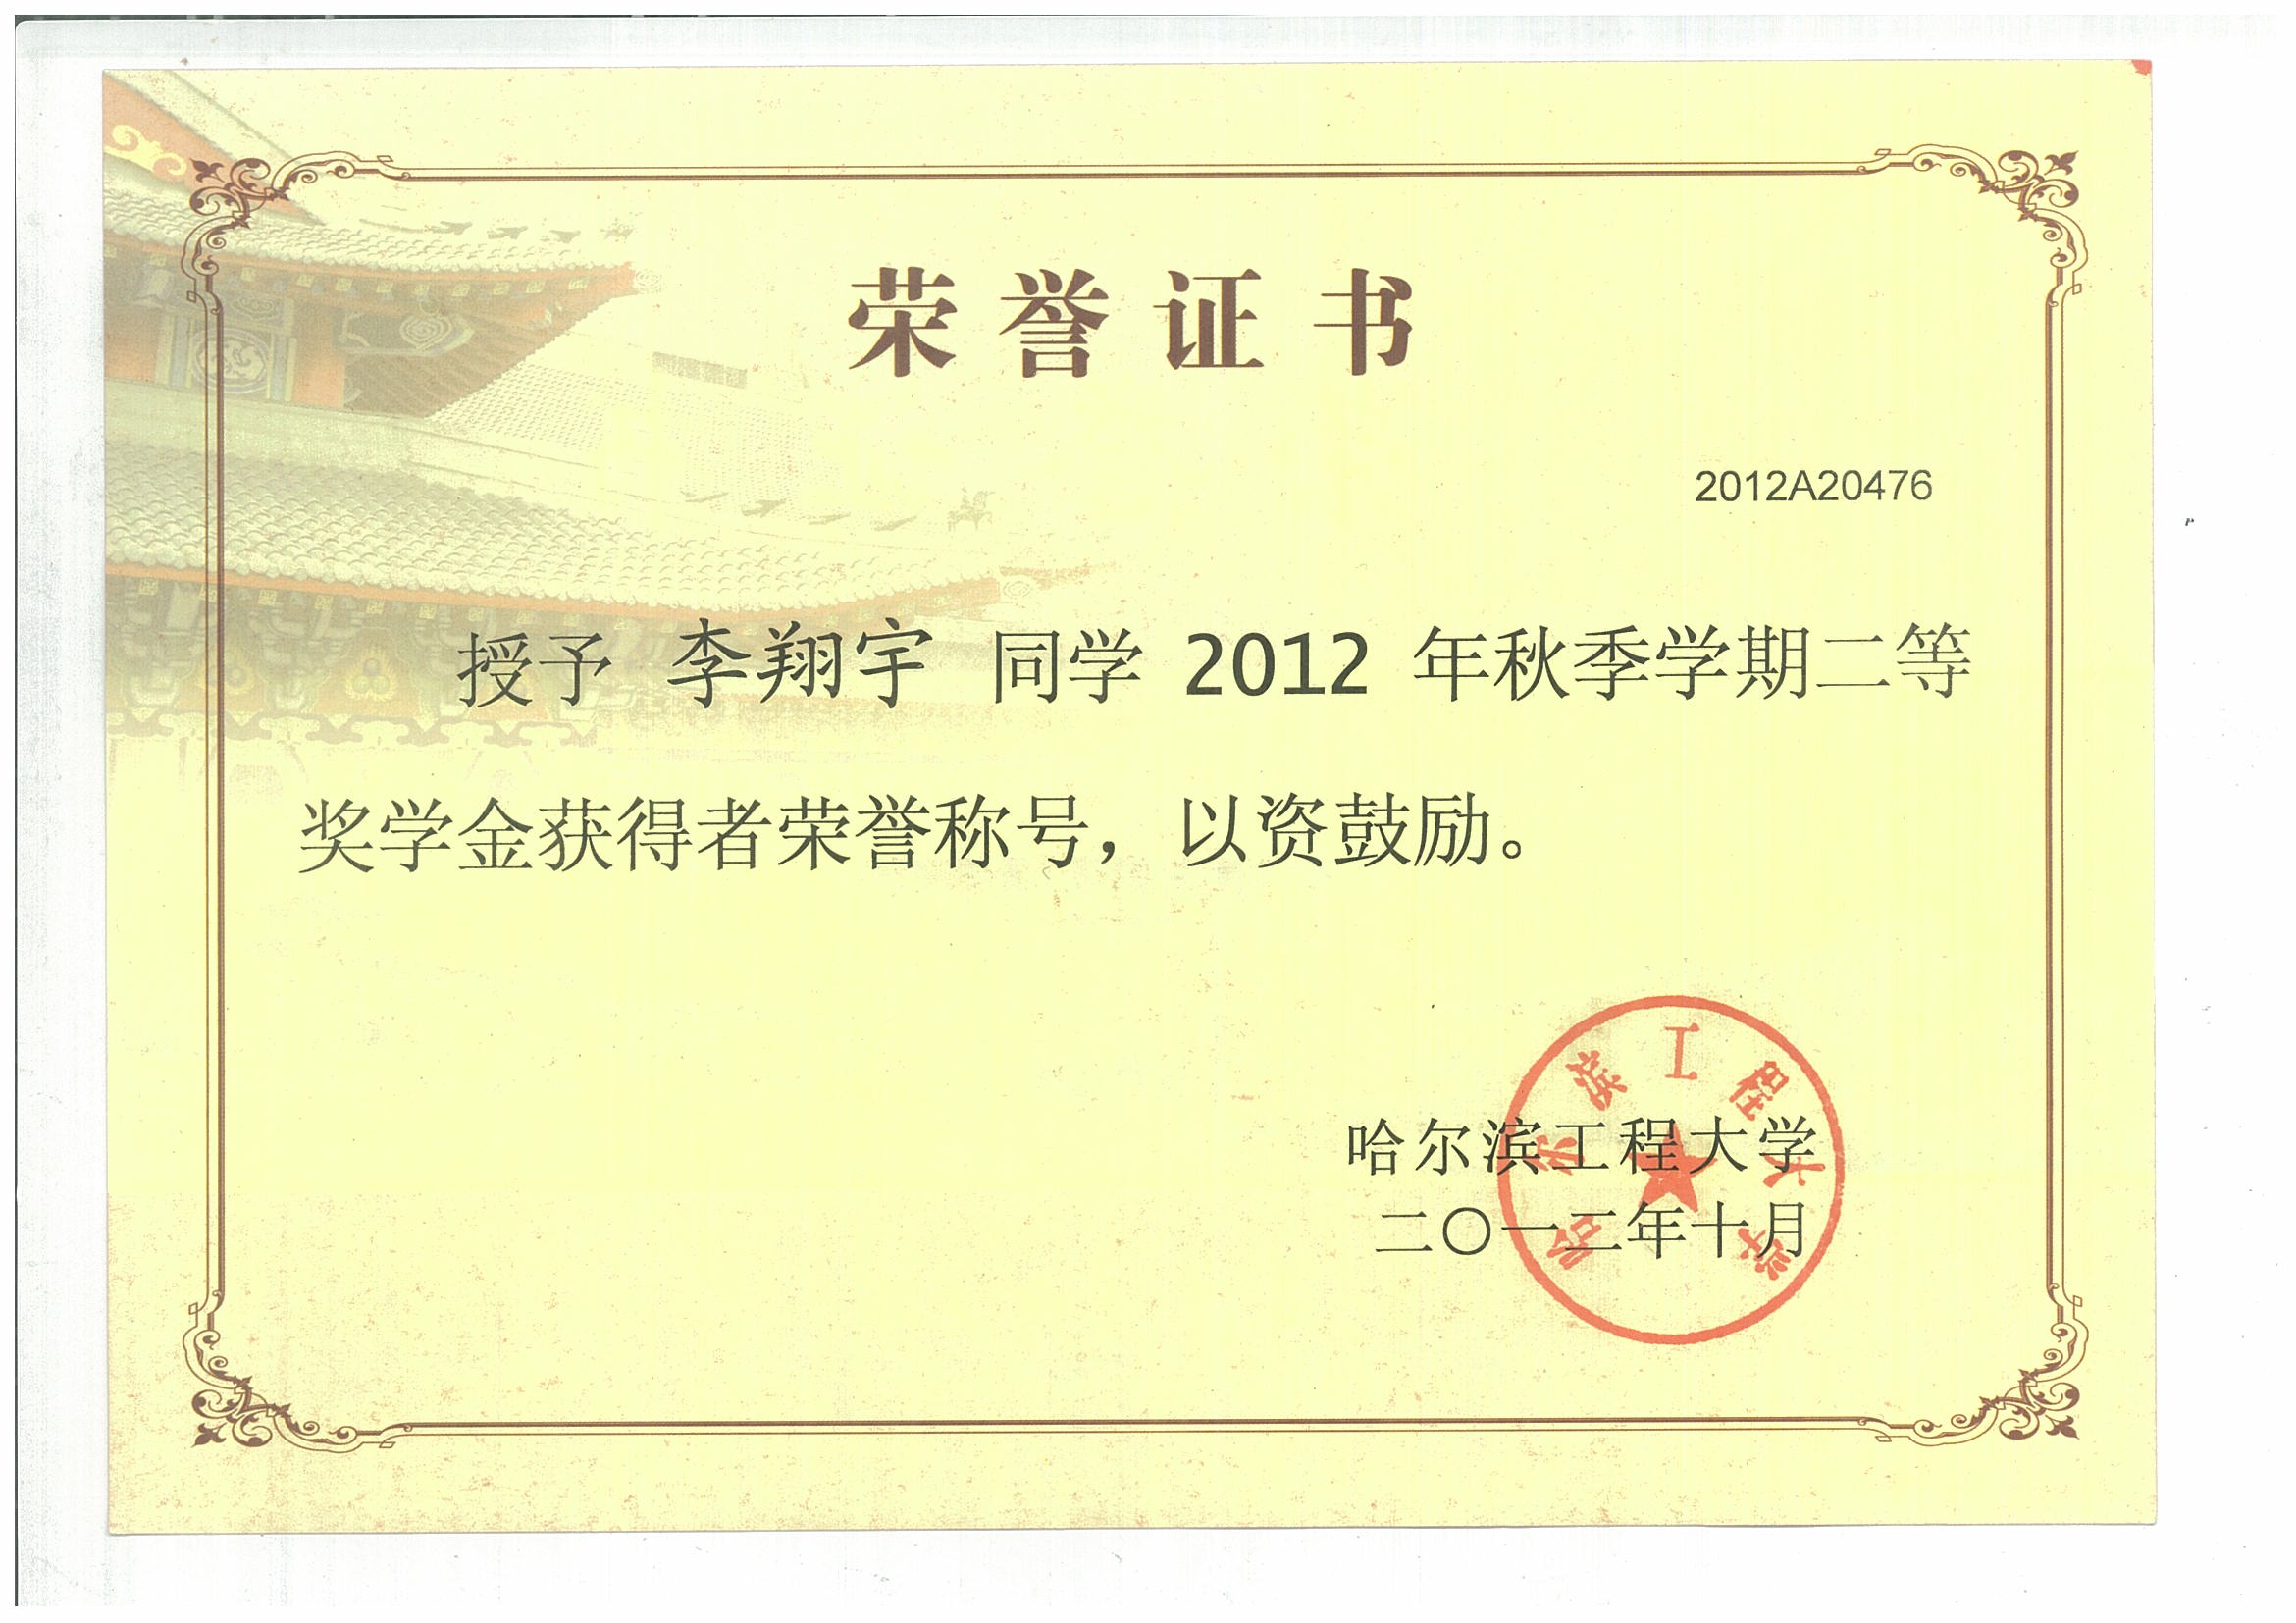 荣誉证书
2012A20476
授予 李翔宇 同学 2012 年秋季学期二等
奖学金获得者荣誉称号，以资鼓励。
哈尔滨工程大学
二〇一二年十月
哈尔滨工程大学